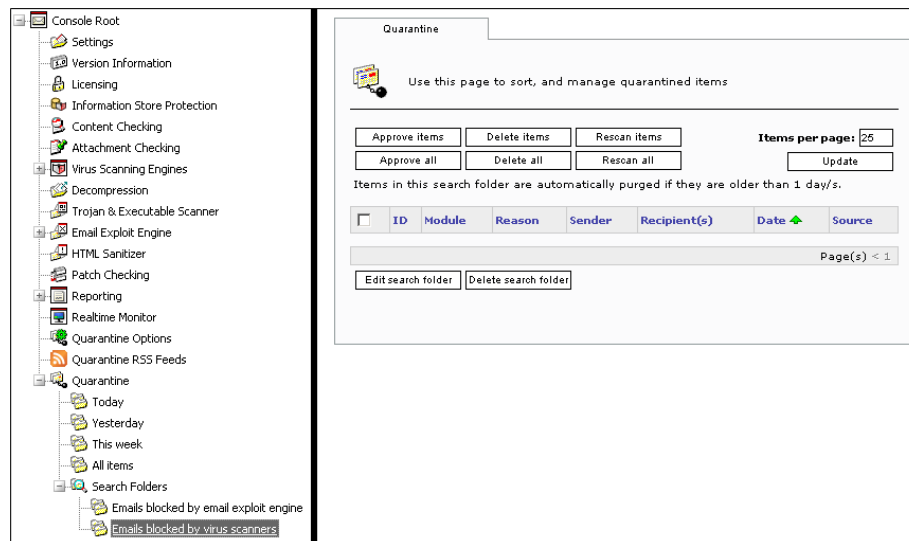 Console Root
Settings
Version Information
Licensing
Information Store Protection
Content Checking
Attachment Checking
Virus Scanning Engines
Decompression
Trojan & Executable Scanner
Email Exploit Engine
HTML Sanitizer
Patch Checking
Reporting
Realtime Monitor
Quarantine Options
Quarantine RSS Feeds
Quarantine
Today
Yesterday
This week
All items
Search Folders
Emails blocked by email exploit engine
Emails blocked by virus scanners
Quarantine
Use this page to sort, and manage quarantined items
Approve items Delete items Rescan items Items per page: 25
Approve all Delete all Rescan all Update
Items in this search folder are automatically purged if they are older than 1 day/s.
ID Module Reason Sender Recipient(s) Date Source
Page(s) < 1
Edit search folder Delete search folder